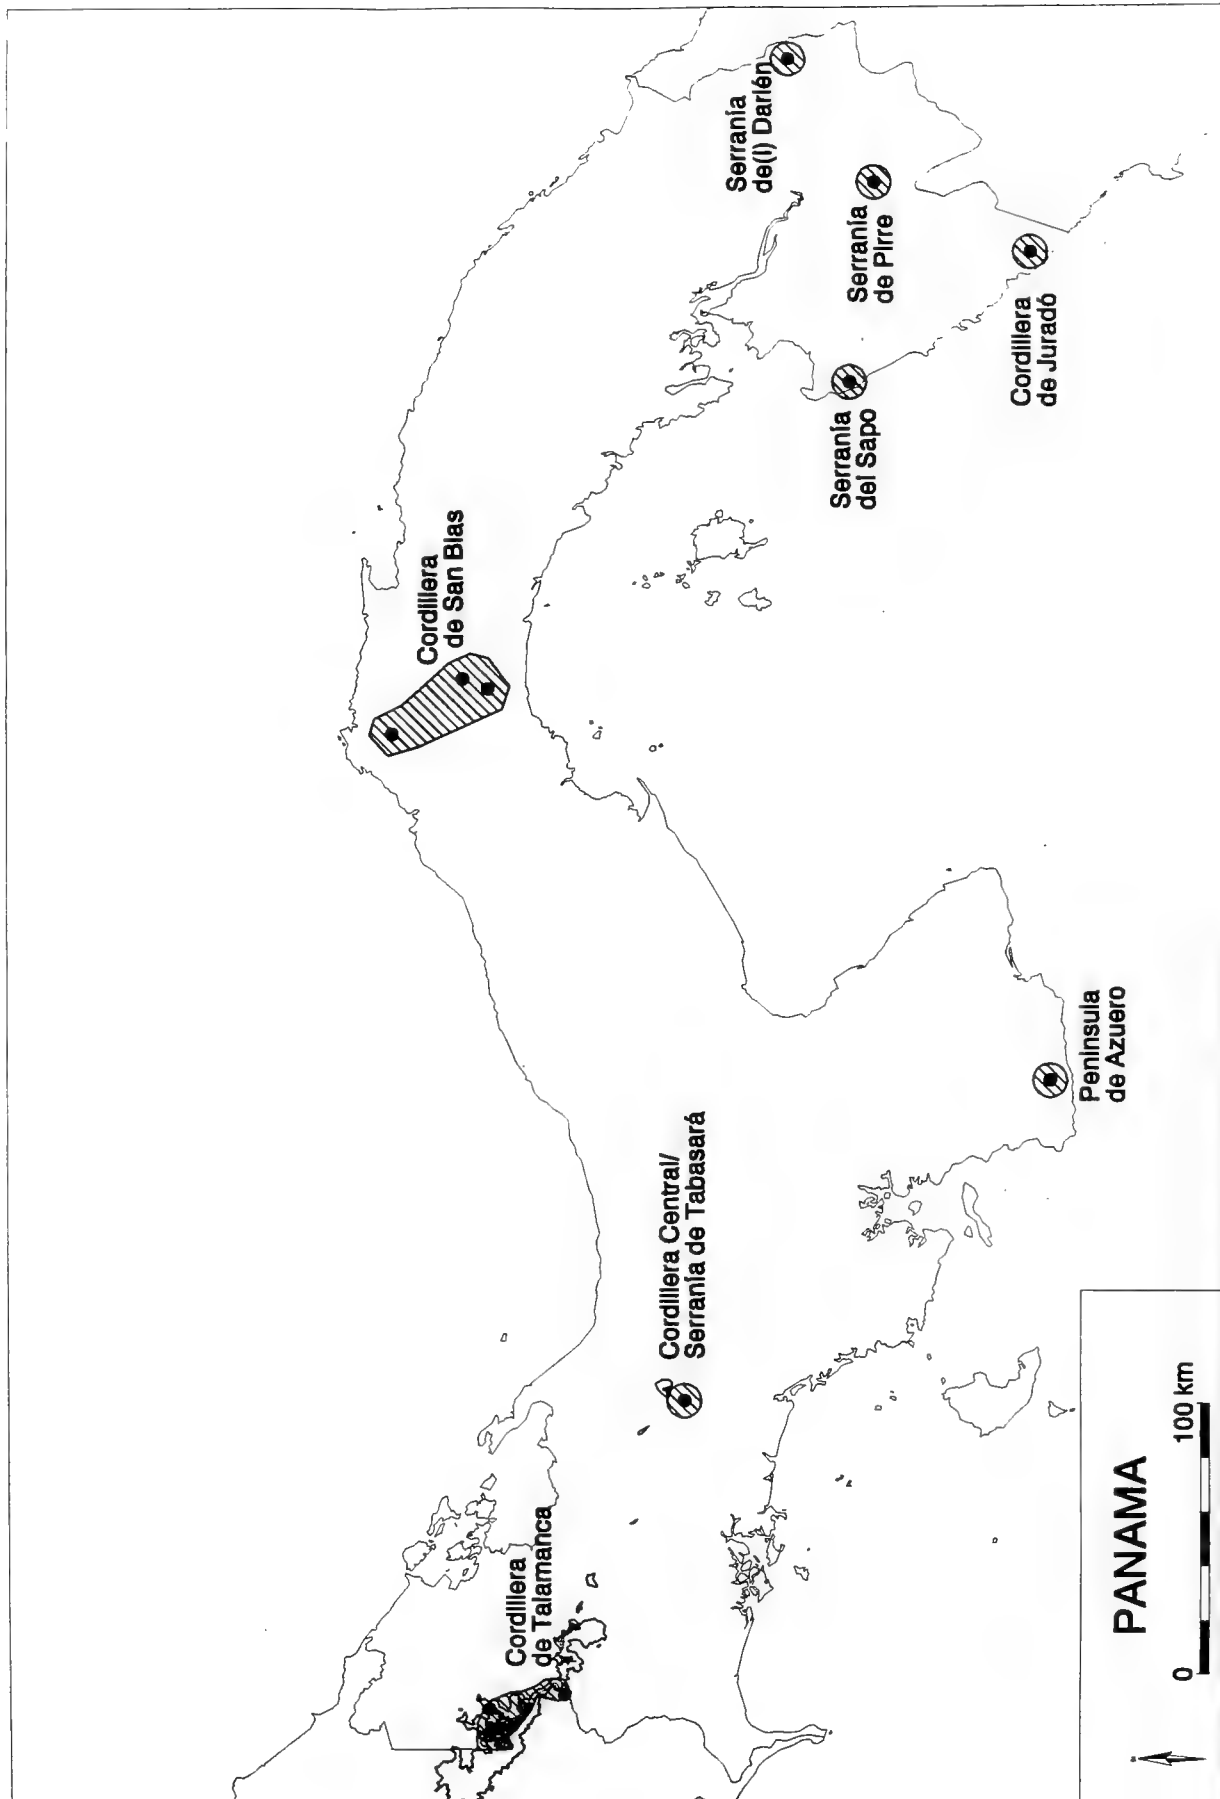 Cordillera
de Talamanca
Cordillera Central/
Serranía de Tabasará
Península
de Azuero
Cordillera
de San Blas
Serranía
del Sapo
Cordillera
de Juradó
Serranía
de Pirre
Serranía
de(l) Darién
PANAMA
0
100 km